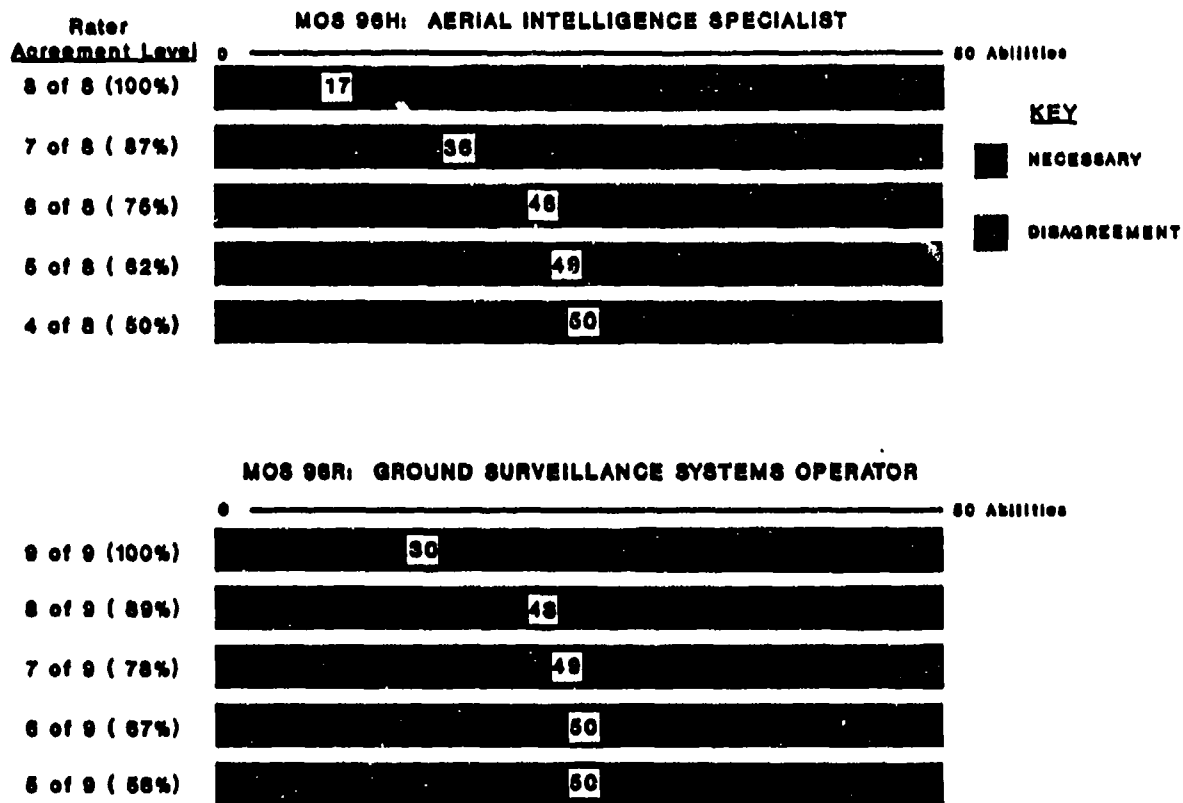 Rater
Agreement Level
MOS 96H: AERIAL INTELLIGENCE SPECIALIST
0 50 Abilities
8 of 8 (100%) 17
7 of 8 ( 87%) 36
6 of 8 ( 75%) 48
5 of 8 ( 62%) 49
4 of 8 ( 50%) 50
KEY
NECESSARY
DISAGREEMENT
MOS 96R: GROUND SURVEILLANCE SYSTEMS OPERATOR
0 50 Abilities
9 of 9 (100%) 30
8 of 9 ( 89%) 48
7 of 9 ( 78%) 49
6 of 9 ( 67%) 50
5 of 9 ( 56%) 50